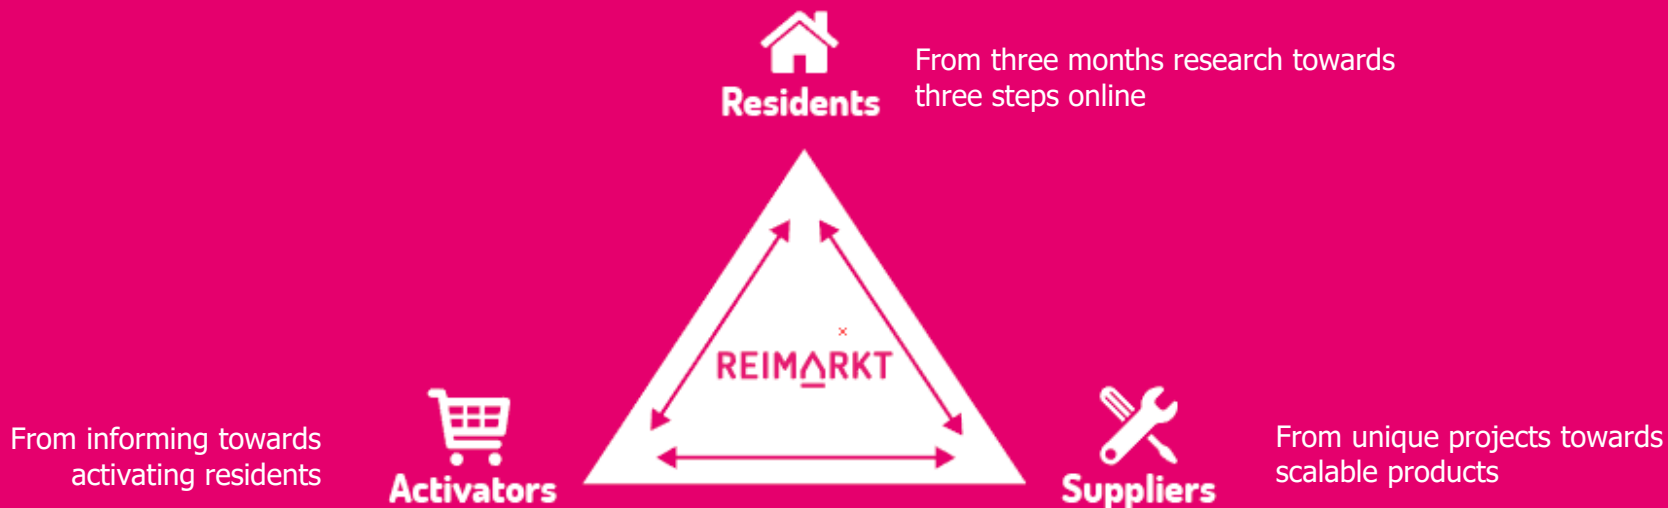 Residents
From three months research towards
three steps online
REIMARKT
From informing towards
activating residents
Activators
Suppliers
From unique projects towards
scalable products